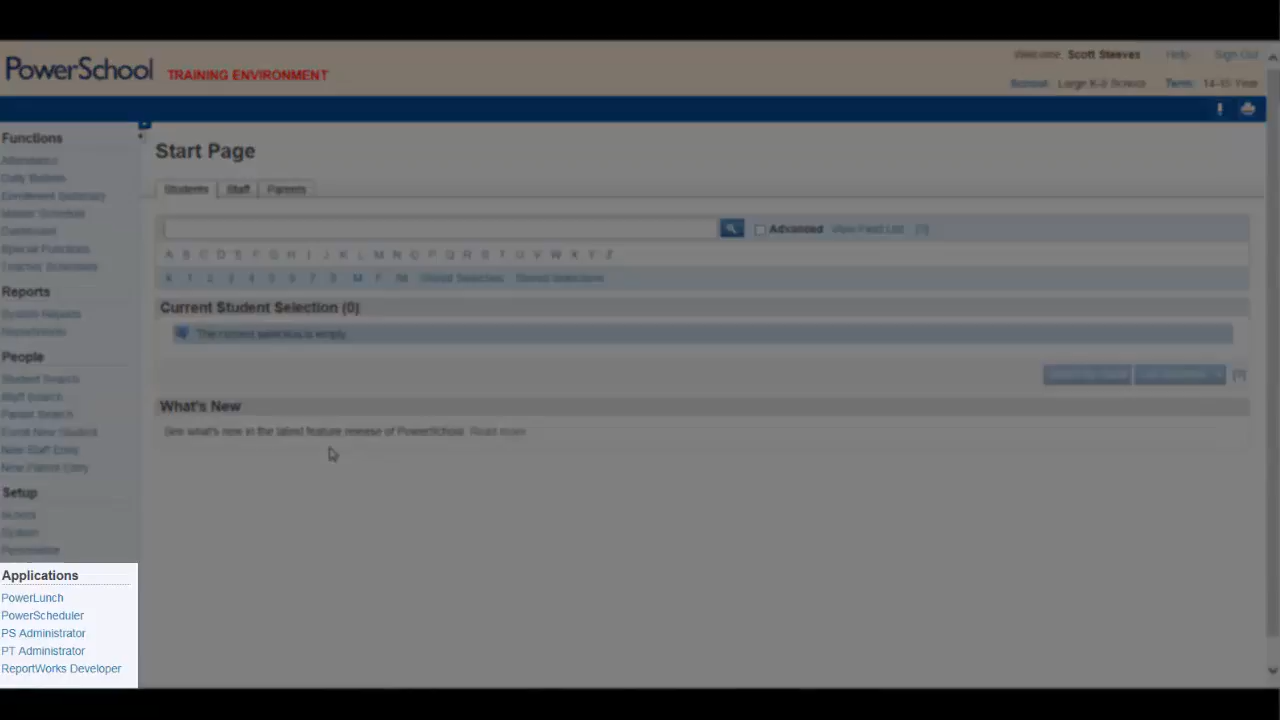 Welcome, Scott Steeves Help Sign Out
PowerSchool TRAINING ENVIRONMENT
School: Large K-8 School Term: 14-15 Year
Functions
Attendance
Daily Bulletin
Enrollment Summary
Master Schedule
Dashboard
Special Functions
Teacher Schedules
Reports
System Reports
ReportWorks
People
Student Search
Staff Search
Parent Search
Enroll New Student
New Staff Entry
New Parent Entry
Setup
School
System
Personalize
Applications
PowerLunch
PowerScheduler
PS Administrator
PT Administrator
ReportWorks Developer
Start Page
Students Staff Parents
Advanced View Field List [?]
A B C D E F G H I J K L M N O P Q R S T U V W X Y Z
K 1 2 3 4 5 6 7 8 M F All Stored Searches Stored Selections
Current Student Selection (0)
The current selection is empty
[?]
What's New
See what's new in the latest feature release of PowerSchool. Read more